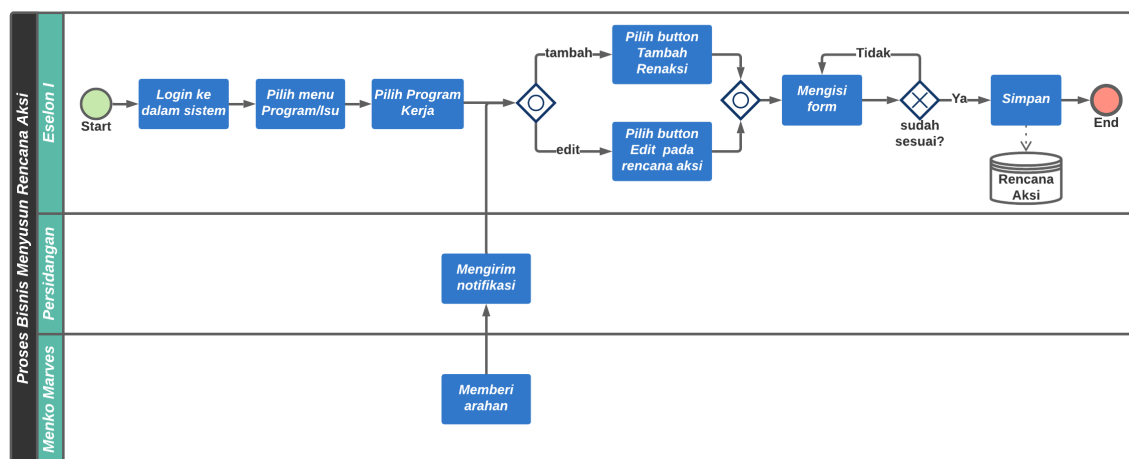 Proses Bisnis Menyusun Rencana Aksi
Eselon I
Start
Login ke
dalam sistem
Pilih menu
Program/Isu
Pilih Program
Kerja
tambah
edit
Pilih button
Tambah
Renaksi
Pilih button
Edit pada
rencana aksi
Mengisi
form
Tidak
sudah
sesuai?
Ya
Simpan
Rencana
Aksi
End
Persidangan
Mengirim
notifikasi
Menko Marves
Memberi
arahan